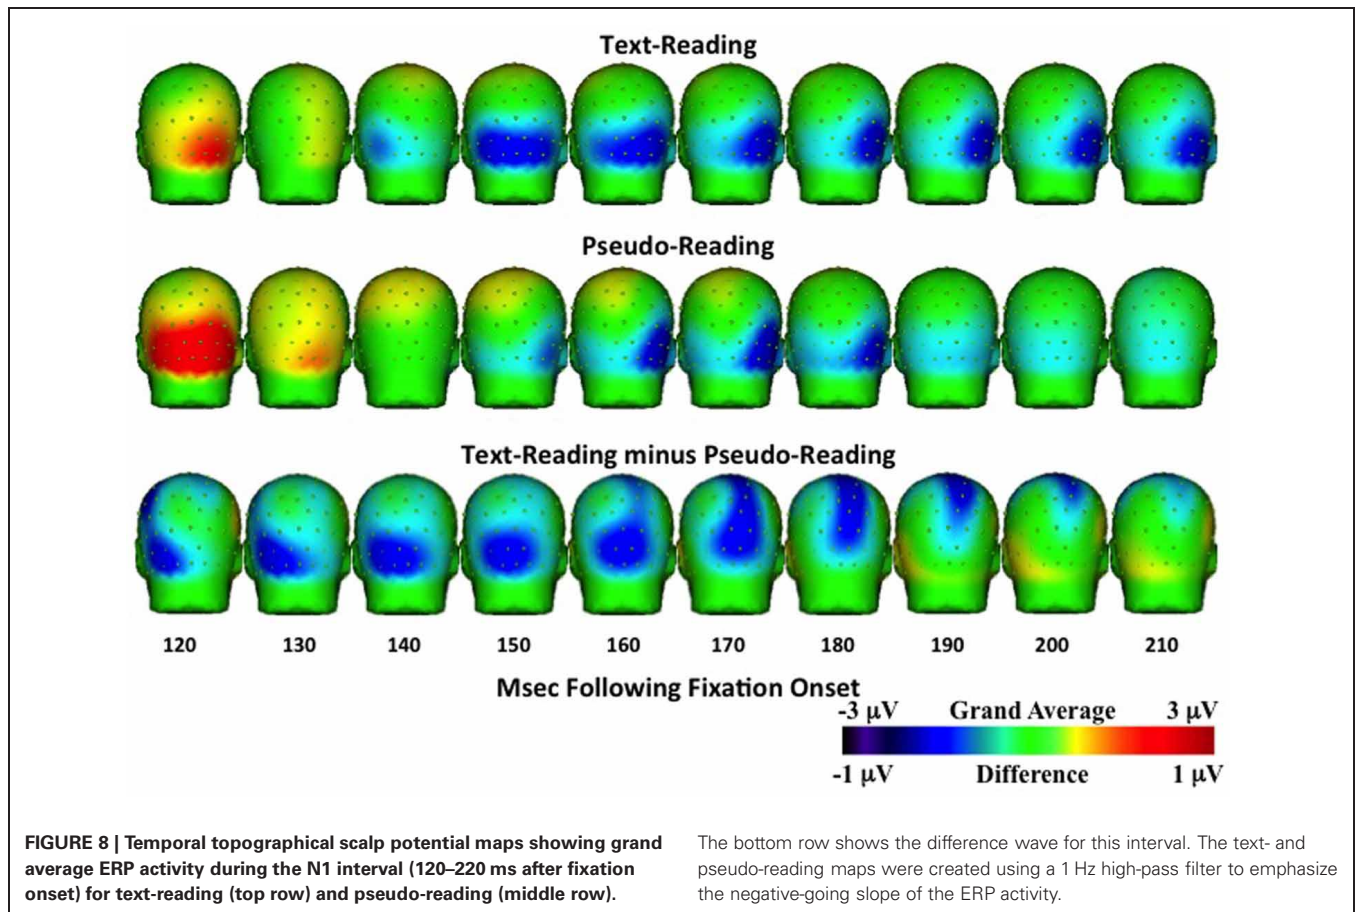 Text-Reading
Pseudo-Reading
Text-Reading minus Pseudo-Reading
120 130 140 150 160 170 180 190 200 210
Msec Following Fixation Onset
-3 µV Grand Average 3 µV
-1 µV Difference 1 µV
FIGURE 8 | Temporal topographical scalp potential maps showing grand
average ERP activity during the N1 interval (120–220 ms after fixation
onset) for text-reading (top row) and pseudo-reading (middle row).
The bottom row shows the difference wave for this interval. The text- and
pseudo-reading maps were created using a 1 Hz high-pass filter to emphasize
the negative-going slope of the ERP activity.